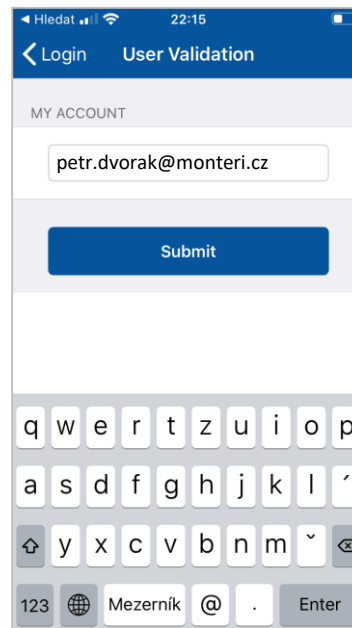 Hledat 22:15
Login User Validation
MY ACCOUNT
petr.dvorak@monteri.cz
Submit
q w e r t z u i o p
a s d f g h j k l ´
y x c v b n m ˇ
123 Mezerník @ . Enter